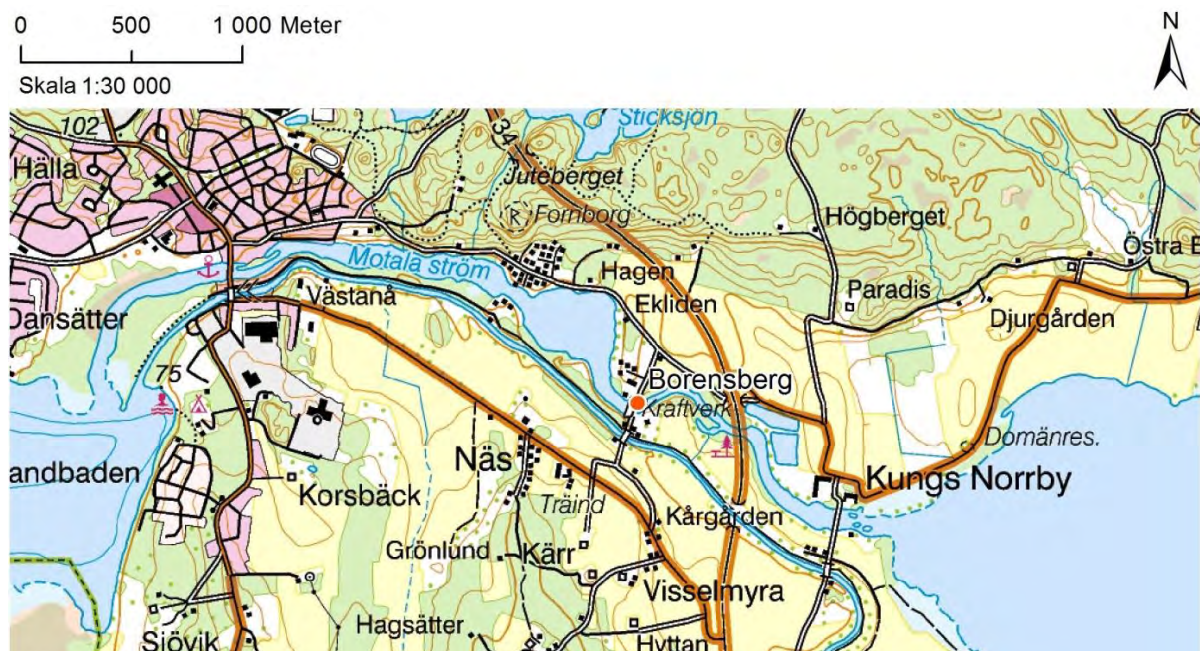 0 500 1 000 Meter
Skala 1:30 000
N
102
34
Sticksjön
Hälla
Juteberget
Fornborg
R
Högberget
Östra E
Motala ström
Hagen
Västanå
Ekliden
Paradis
Dansätter
Djurgården
75
Borensberg
Kraftverk
Domänres.
andbaden
Näs
Korsbäck
Kungs Norrby
Träind
Kårgården
Grönlund
Kärr
Visselmyra
Hagsätter
Sjövik
Hyttan